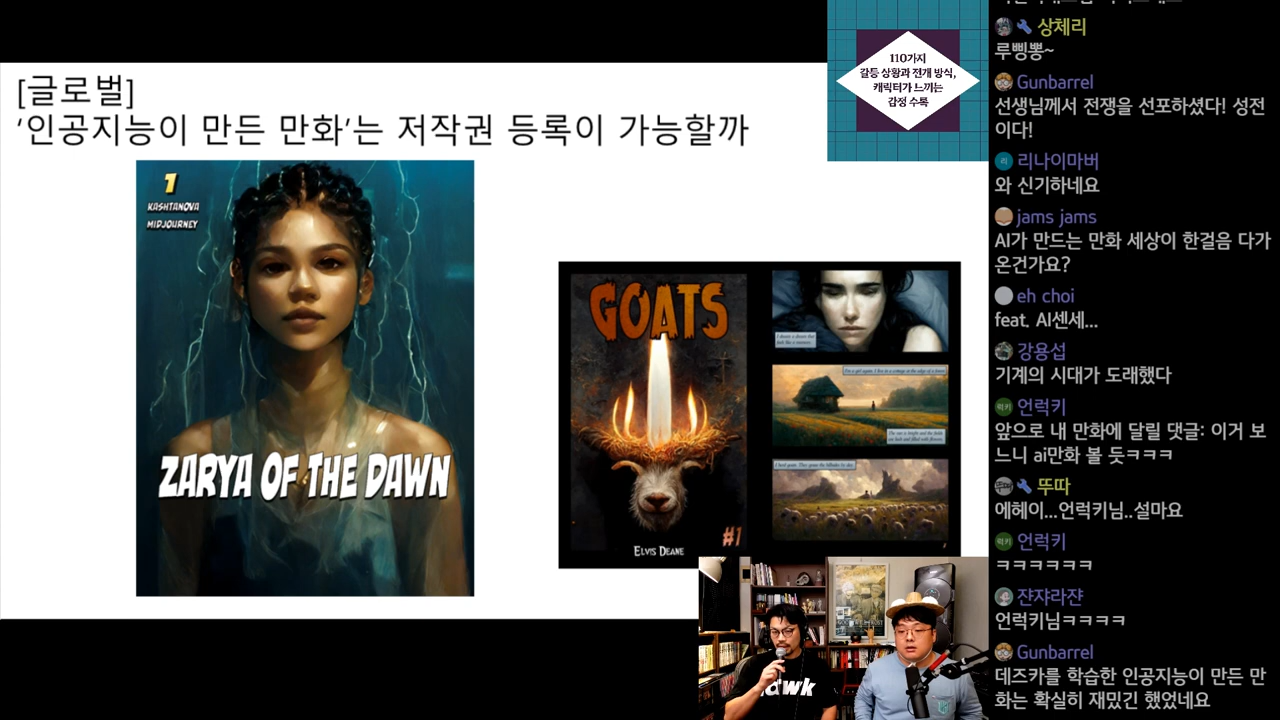 [글로벌]
‘인공지능이 만든 만화’는 저작권 등록이 가능할까
110가지
갈등 상황과 전개 방식,
캐릭터가 느끼는
감정 수록
1
KASHTANOVA
MIDJOURNEY
ZARYA OF THE DAWN
GOATS
#1
ELVIS DEANE
dwk
상체리
루삥뽕~
Gunbarrel
선생님께서 전쟁을 선포하셨다! 성전
이다!
리 리나이마버
와 신기하네요
jams jams
AI가 만드는 만화 세상이 한걸음 다가
온건가요?
eh choi
feat. AI센세...
강용섭
기계의 시대가 도래했다
럭키 언럭키
앞으로 내 만화에 달릴 댓글: 이거 보
느니 ai만화 볼 듯ㅋㅋㅋ
뚜따
에헤이...언럭키님..설마요
럭키 언럭키
ㅋㅋㅋㅋㅋㅋ
쟌쟈라쟌
언럭키님ㅋㅋㅋㅋ
Gunbarrel
데즈카를 학습한 인공지능이 만든 만
화는 확실히 재밌긴 했었네요